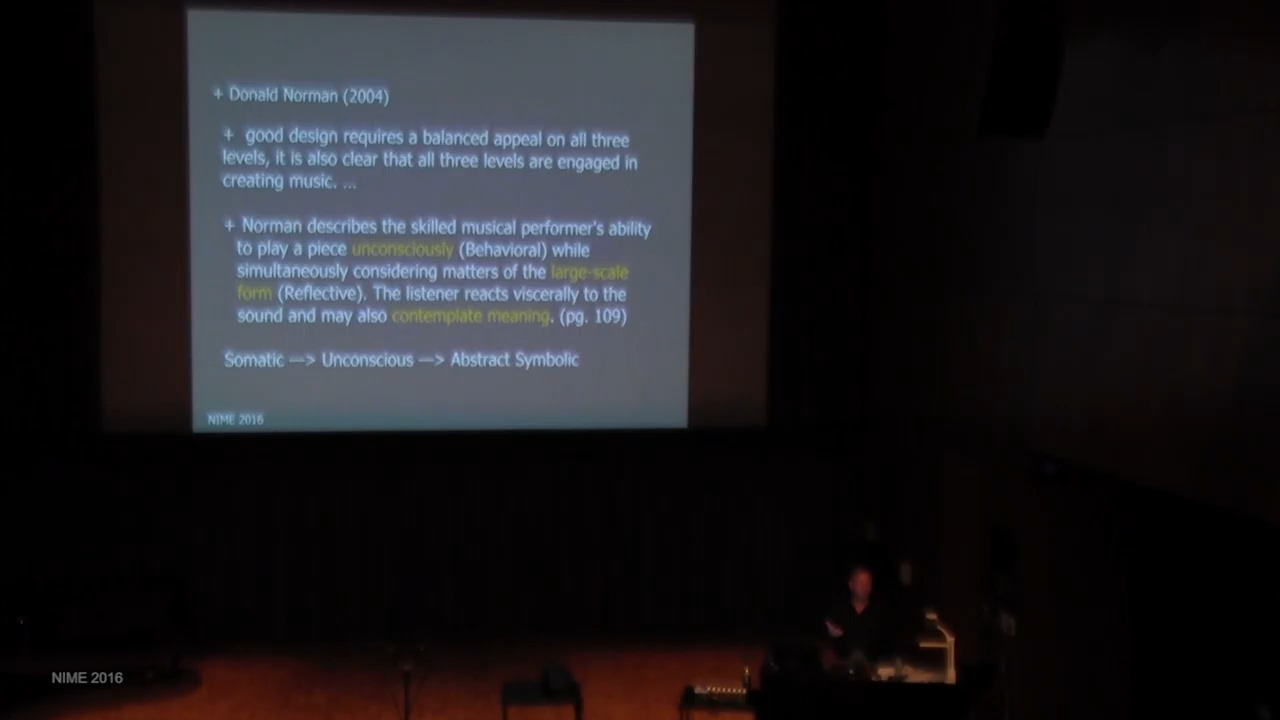 + Donald Norman (2004)
+ good design requires a balanced appeal on all three
levels, it is also clear that all three levels are engaged in
creating music. ...
+ Norman describes the skilled musical performer's ability
to play a piece unconsciously (Behavioral) while
simultaneously considering matters of the large-scale
form (Reflective). The listener reacts viscerally to the
sound and may also contemplate meaning. (pg. 109)
Somatic —> Unconscious —> Abstract Symbolic
NIME 2016
NIME 2016